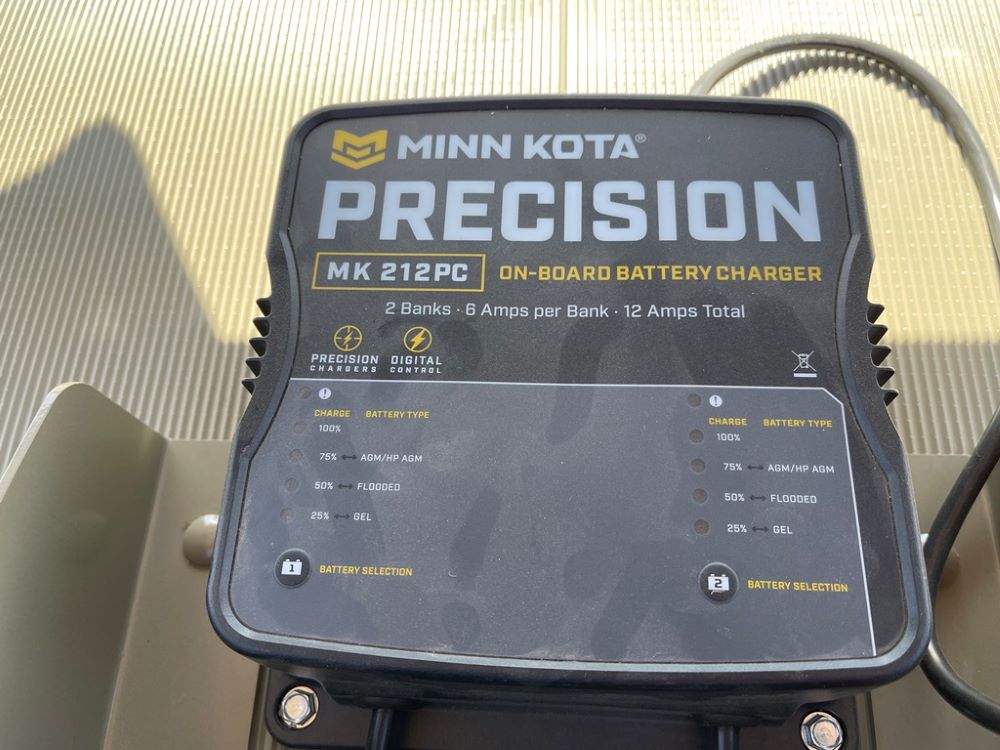 MINN KOTA®
PRECISION
MK 212PC ON-BOARD BATTERY CHARGER
2 Banks · 6 Amps per Bank · 12 Amps Total
PRECISION CHARGERS
DIGITAL CONTROL
!
CHARGE BATTERY TYPE
100%
75% ↔ AGM/HP AGM
50% ↔ FLOODED
25% ↔ GEL
1 BATTERY SELECTION
!
CHARGE BATTERY TYPE
100%
75% ↔ AGM/HP AGM
50% ↔ FLOODED
25% ↔ GEL
2 BATTERY SELECTION